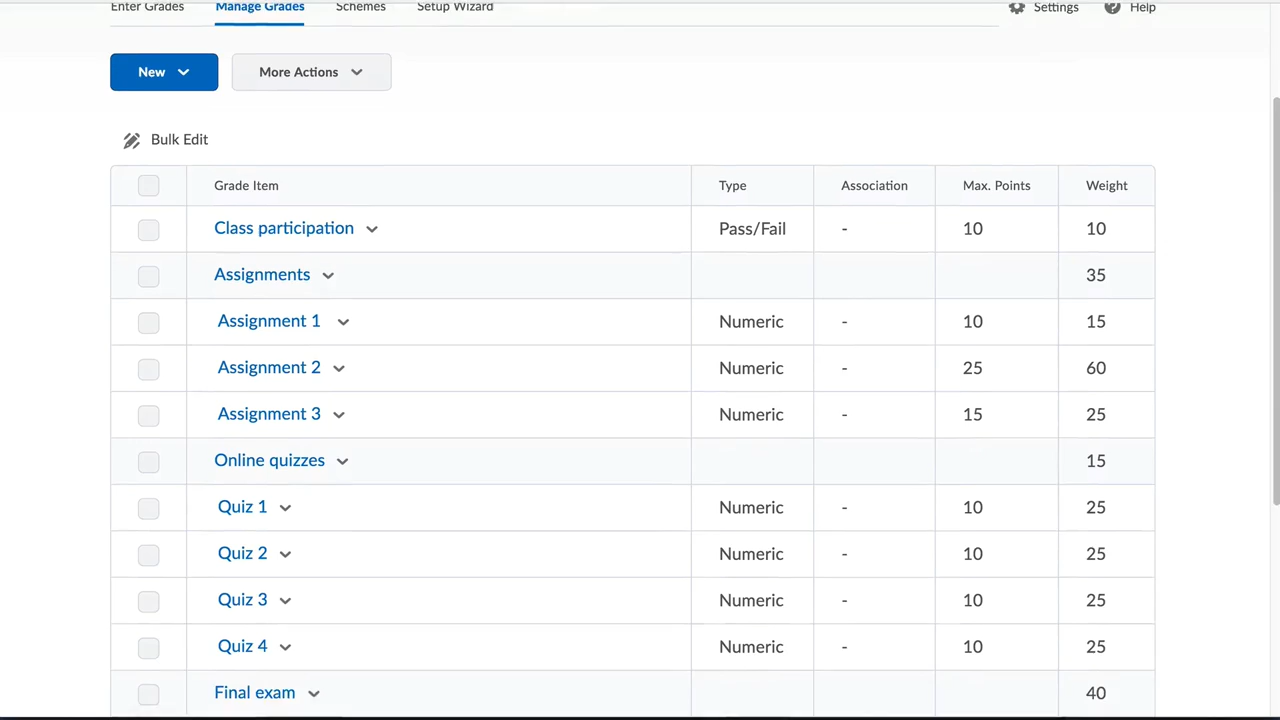 Enter Grades Manage Grades Schemes Setup Wizard Settings Help
New More Actions
Bulk Edit
Grade Item Type Association Max. Points Weight
Class participation Pass/Fail - 10 10
Assignments 35
Assignment 1 Numeric - 10 15
Assignment 2 Numeric - 25 60
Assignment 3 Numeric - 15 25
Online quizzes 15
Quiz 1 Numeric - 10 25
Quiz 2 Numeric - 10 25
Quiz 3 Numeric - 10 25
Quiz 4 Numeric - 10 25
Final exam 40